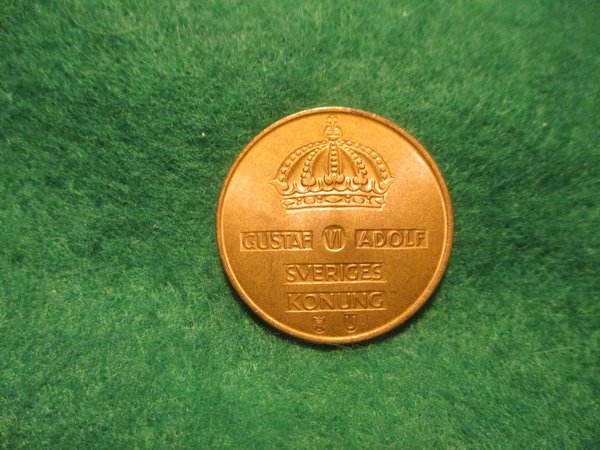 GUSTAF VI ADOLF
SVERIGES
KONUNG
U